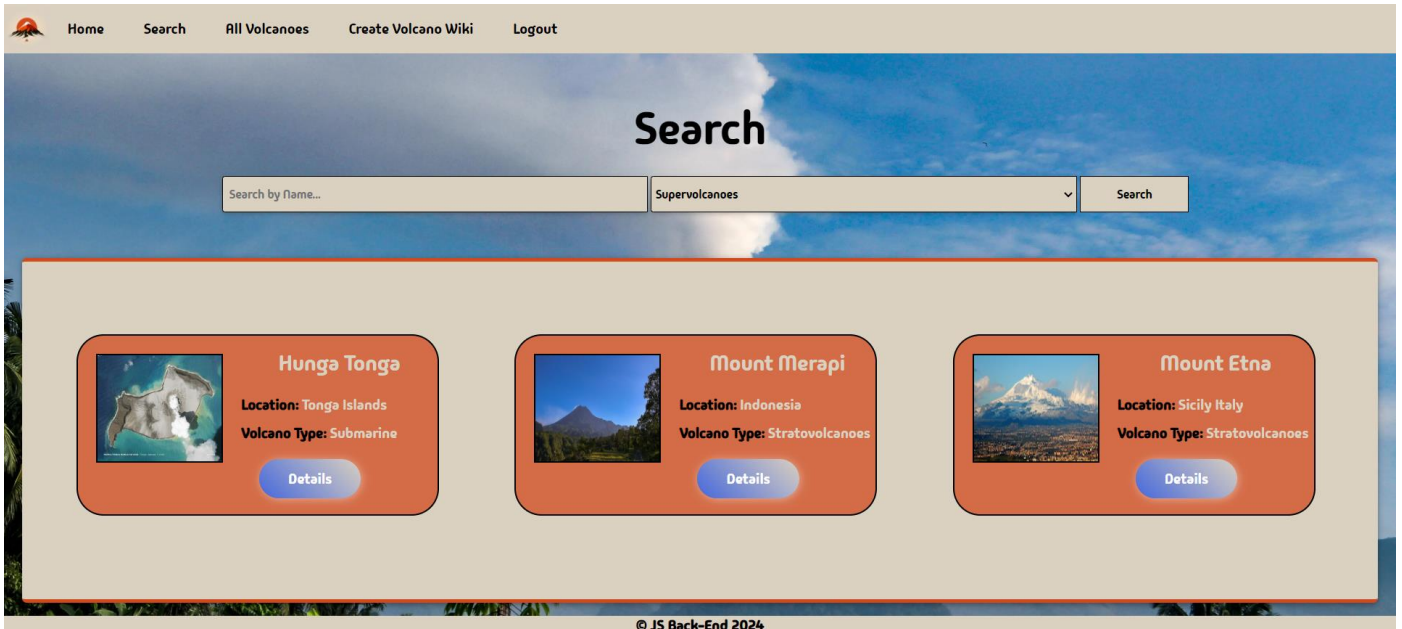 Home Search All Volcanoes Create Volcano Wiki Logout
Search
Search by Name... Supervolcanoes Search
Hunga Tonga
Location: Tonga Islands
Volcano Type: Submarine
Details
Mount Merapi
Location: Indonesia
Volcano Type: Stratovolcanoes
Details
Mount Etna
Location: Sicily Italy
Volcano Type: Stratovolcanoes
Details
© JS Back-End 2024